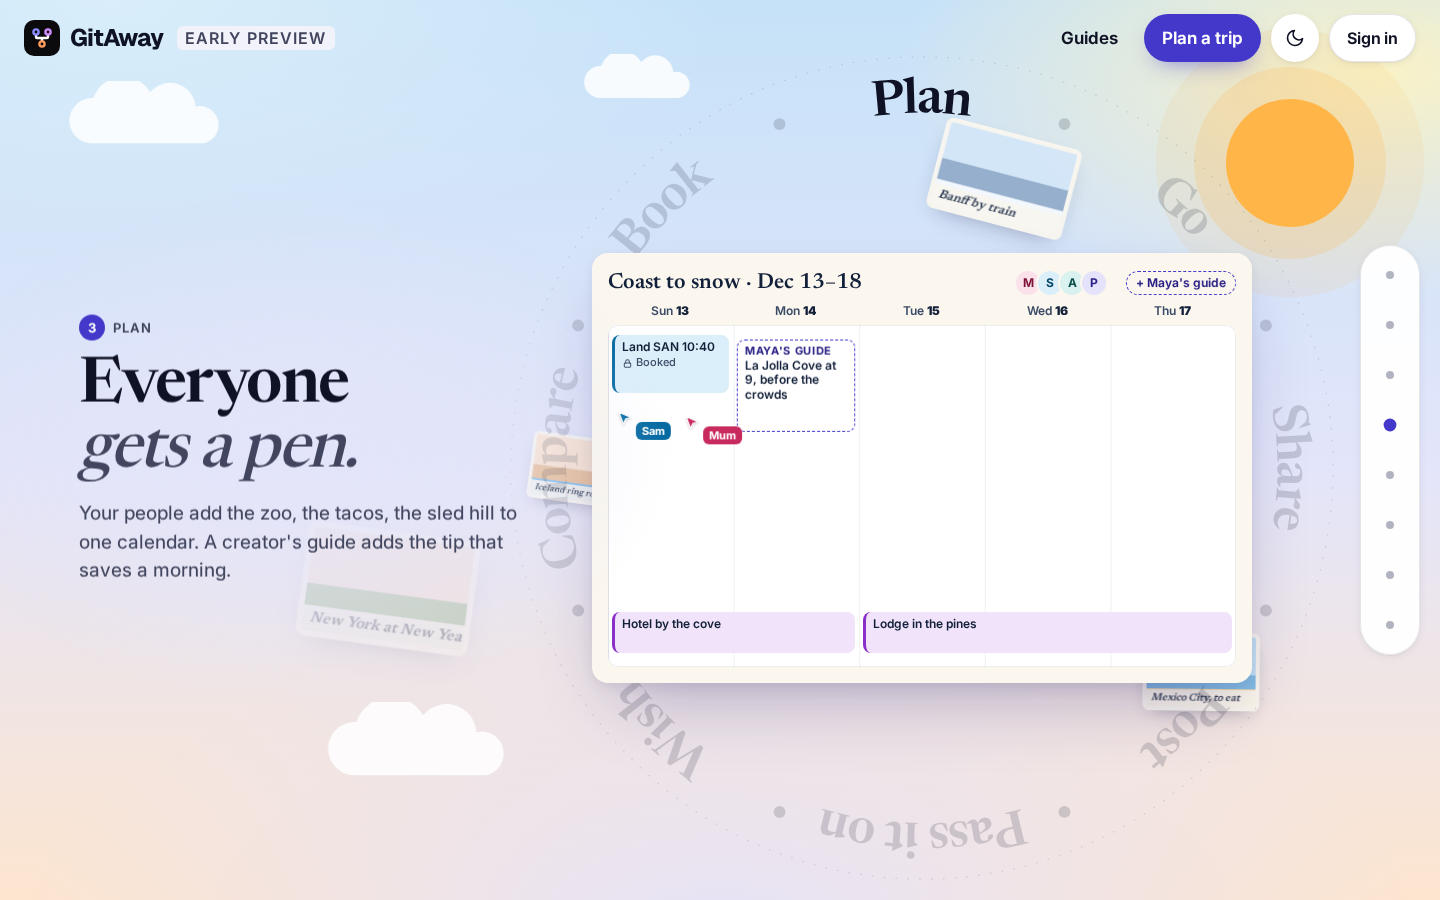 GitAway EARLY PREVIEW
Guides
Plan a trip
Sign in
Plan
Book
Go
Compare
Share
Wish
Post
Pass it on
Banff by train
Iceland ring
New York at New Yea
Mexico City, to eat
3 PLAN
Everyone
gets a pen.
Your people add the zoo, the tacos, the sled hill to
one calendar. A creator's guide adds the tip that
saves a morning.
Coast to snow · Dec 13–18
M S A P
+ Maya's guide
Sun 13
Mon 14
Tue 15
Wed 16
Thu 17
Land SAN 10:40
Booked
MAYA'S GUIDE
La Jolla Cove at
9, before the
crowds
Sam
Mum
Hotel by the cove
Lodge in the pines